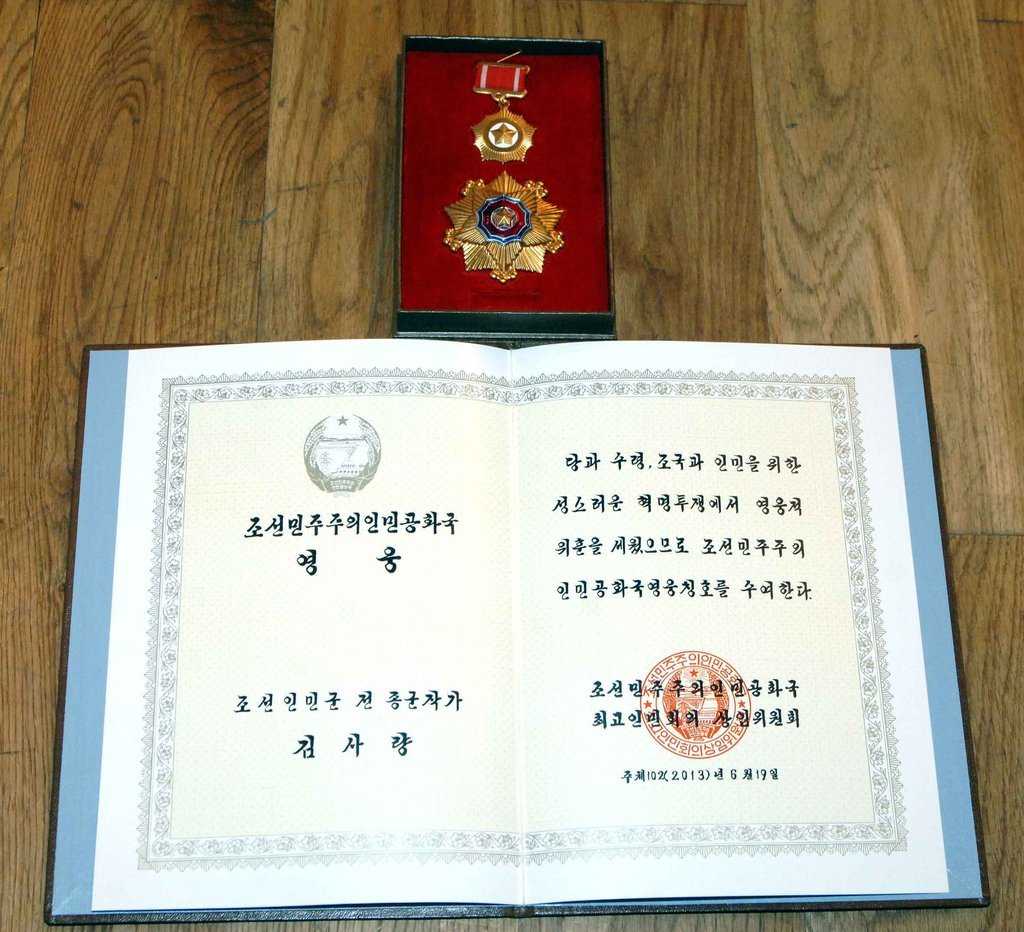 조선민주주의인민공화국
영 웅
조선인민군 전 종군작가
김 사 량
당과 수령, 조국과 인민을 위한
성스러운 혁명투쟁에서 영웅적
위훈을 세웠으므로 조선민주주의
인민공화국영웅칭호를 수여한다.
조선민주주의인민공화국
최고인민회의 상임위원회
주체102(2013)년 6월19일